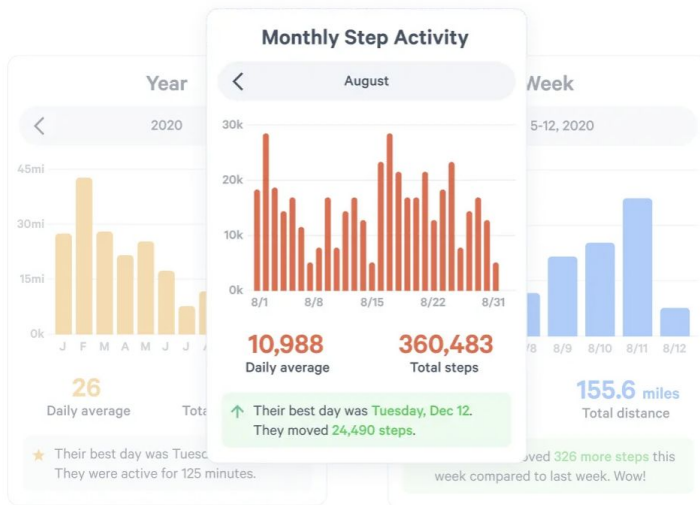 Monthly Step Activity
August
30k
20k
10k
0k
8/1 8/8 8/15 8/22 8/31
10,988 360,483
Daily average Total steps
Their best day was Tuesday, Dec 12.
They moved 24,490 steps.
Year
2020
45mi
30mi
15mi
0k
J F M A M J J
26
Daily average
Their best day was
They were active for 125 minutes.
Week
5-12, 2020
8/9 8/10 8/11 8/12
155.6 miles
Total distance
326 more steps this
week compared to last week. Wow!